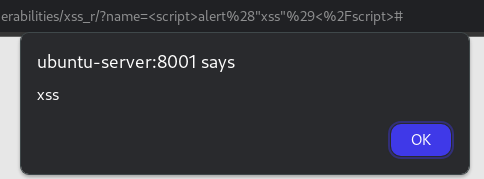 erabilities/xss_r/?name=<script>alert%28"xss"%29<%2Fscript>#
ubuntu-server:8001 says
xss
OK